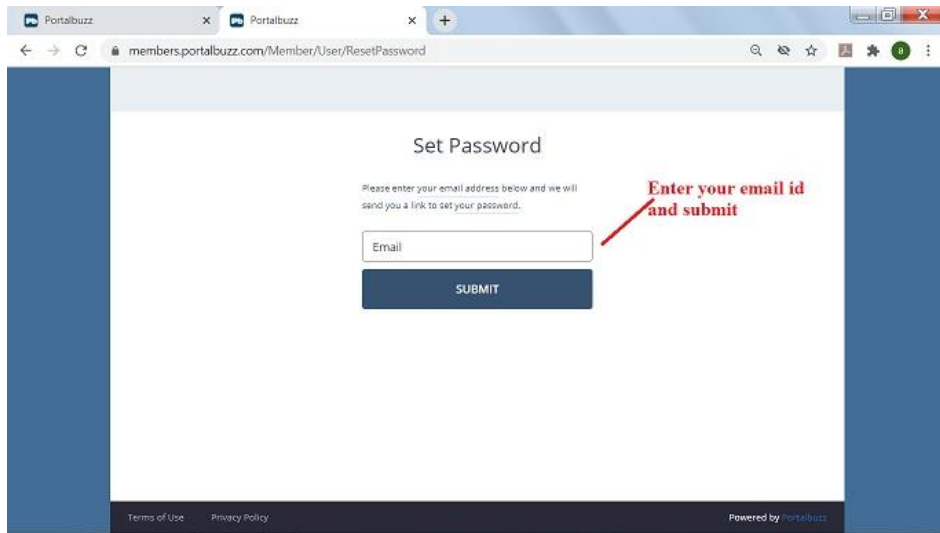 Portalbuzz
Portalbuzz
members.portalbuzz.com/Member/User/ResetPassword
a
Set Password
Please enter your email address below and we will
send you a link to set your password.
Enter your email id
and submit
Email
SUBMIT
Terms of Use Privacy Policy Powered by Portalbuzz